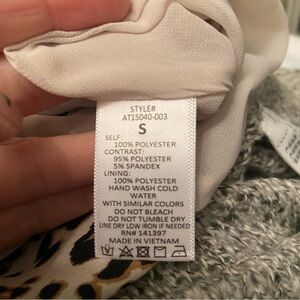 STYLE#
AT15040-003
S
SELF:
100% POLYESTER
CONTRAST:
95% POLYESTER
5% SPANDEX
LINING:
100% POLYESTER
HAND WASH COLD
WATER
WITH SIMILAR COLORS
DO NOT BLEACH
DO NOT TUMBLE DRY
LINE DRY LOW IRON IF NEEDED
RN# 141397
MADE IN VIETNAM